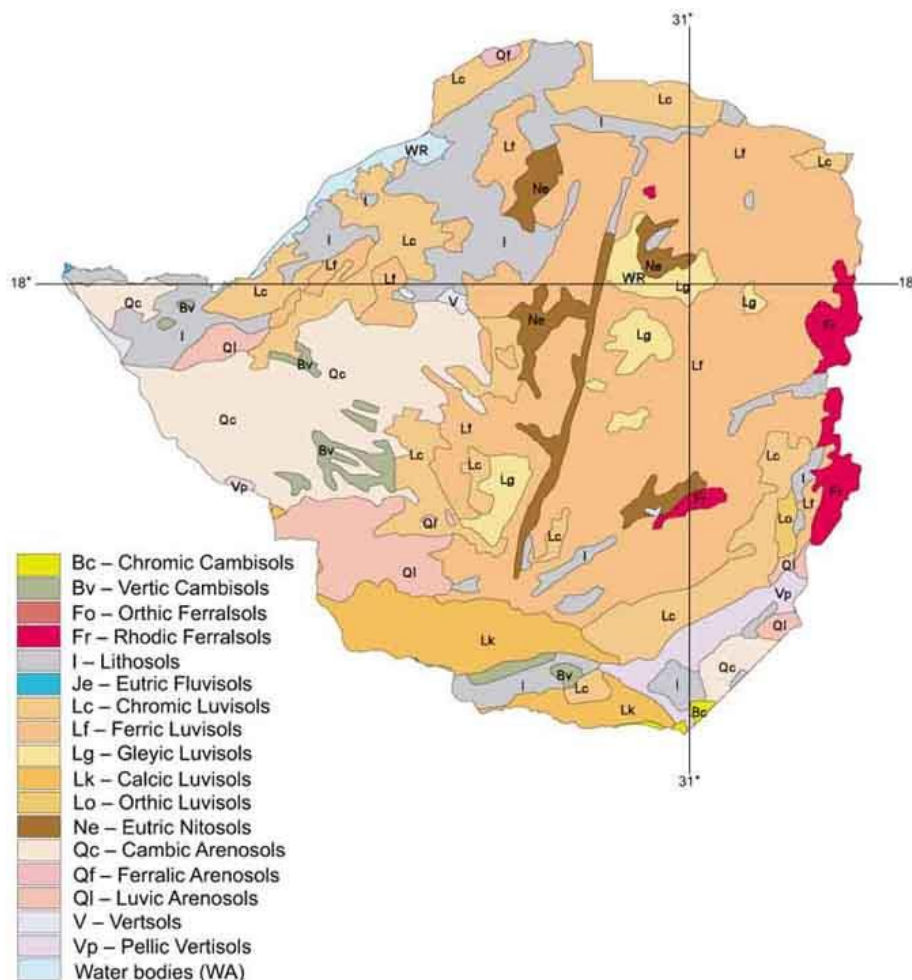 31°
Qf
Lc
Lc
I
WR
Lf
Lf
Lc
Ne
I
Lc
I
Lf
I
Ne
Lf
WR
18°
18°
Lc
Lg
Qc
Bv
V
Lg
Fr
Ne
I
Ql
Lg
Bv
Qc
Lf
Qc
Lf
Lc
Lc
Bv
Lc
I
Lg
Vp
Fr
Lf
Fr
Lo
Ql
Lc
I
Ql
Ql
Vp
Lc
Ql
Lk
Qc
Bv
I
I
Lc
Lk
Bc
31°
Bc – Chromic Cambisols
Bv – Vertic Cambisols
Fo – Orthic Ferralsols
Fr – Rhodic Ferralsols
I – Lithosols
Je – Eutric Fluvisols
Lc – Chromic Luvisols
Lf – Ferric Luvisols
Lg – Gleyic Luvisols
Lk – Calcic Luvisols
Lo – Orthic Luvisols
Ne – Eutric Nitosols
Qc – Cambic Arenosols
Qf – Ferralic Arenosols
Ql – Luvic Arenosols
V – Vertsols
Vp – Pellic Vertisols
Water bodies (WA)